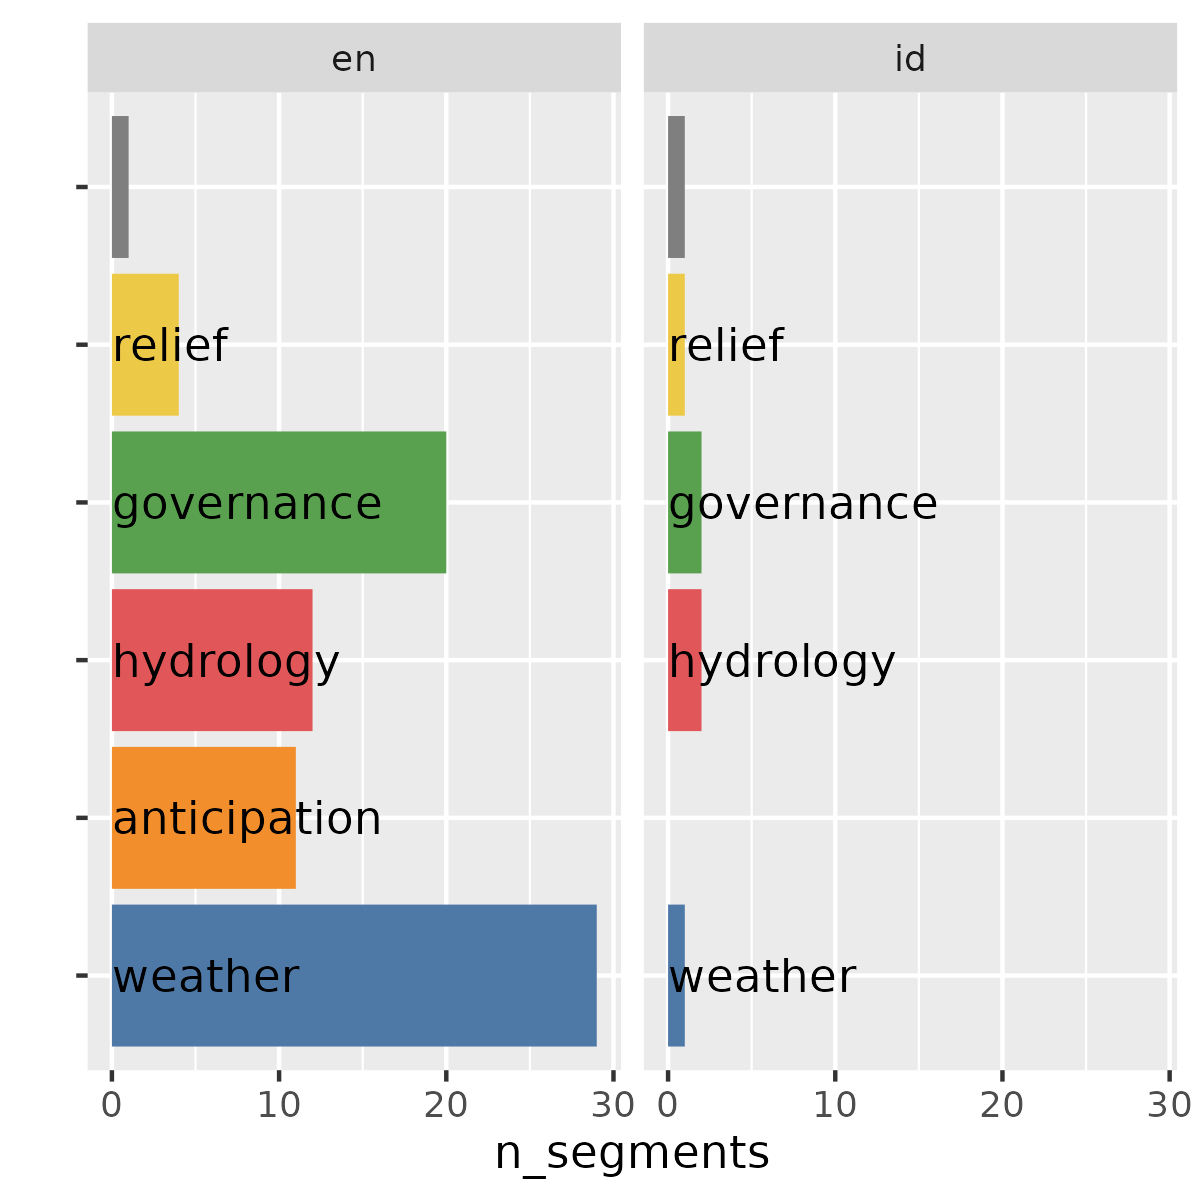 en id
relief relief
governance governance
hydrology hydrology
anticipation
weather weather
0 10 20 30 0 10 20 30
n_segments